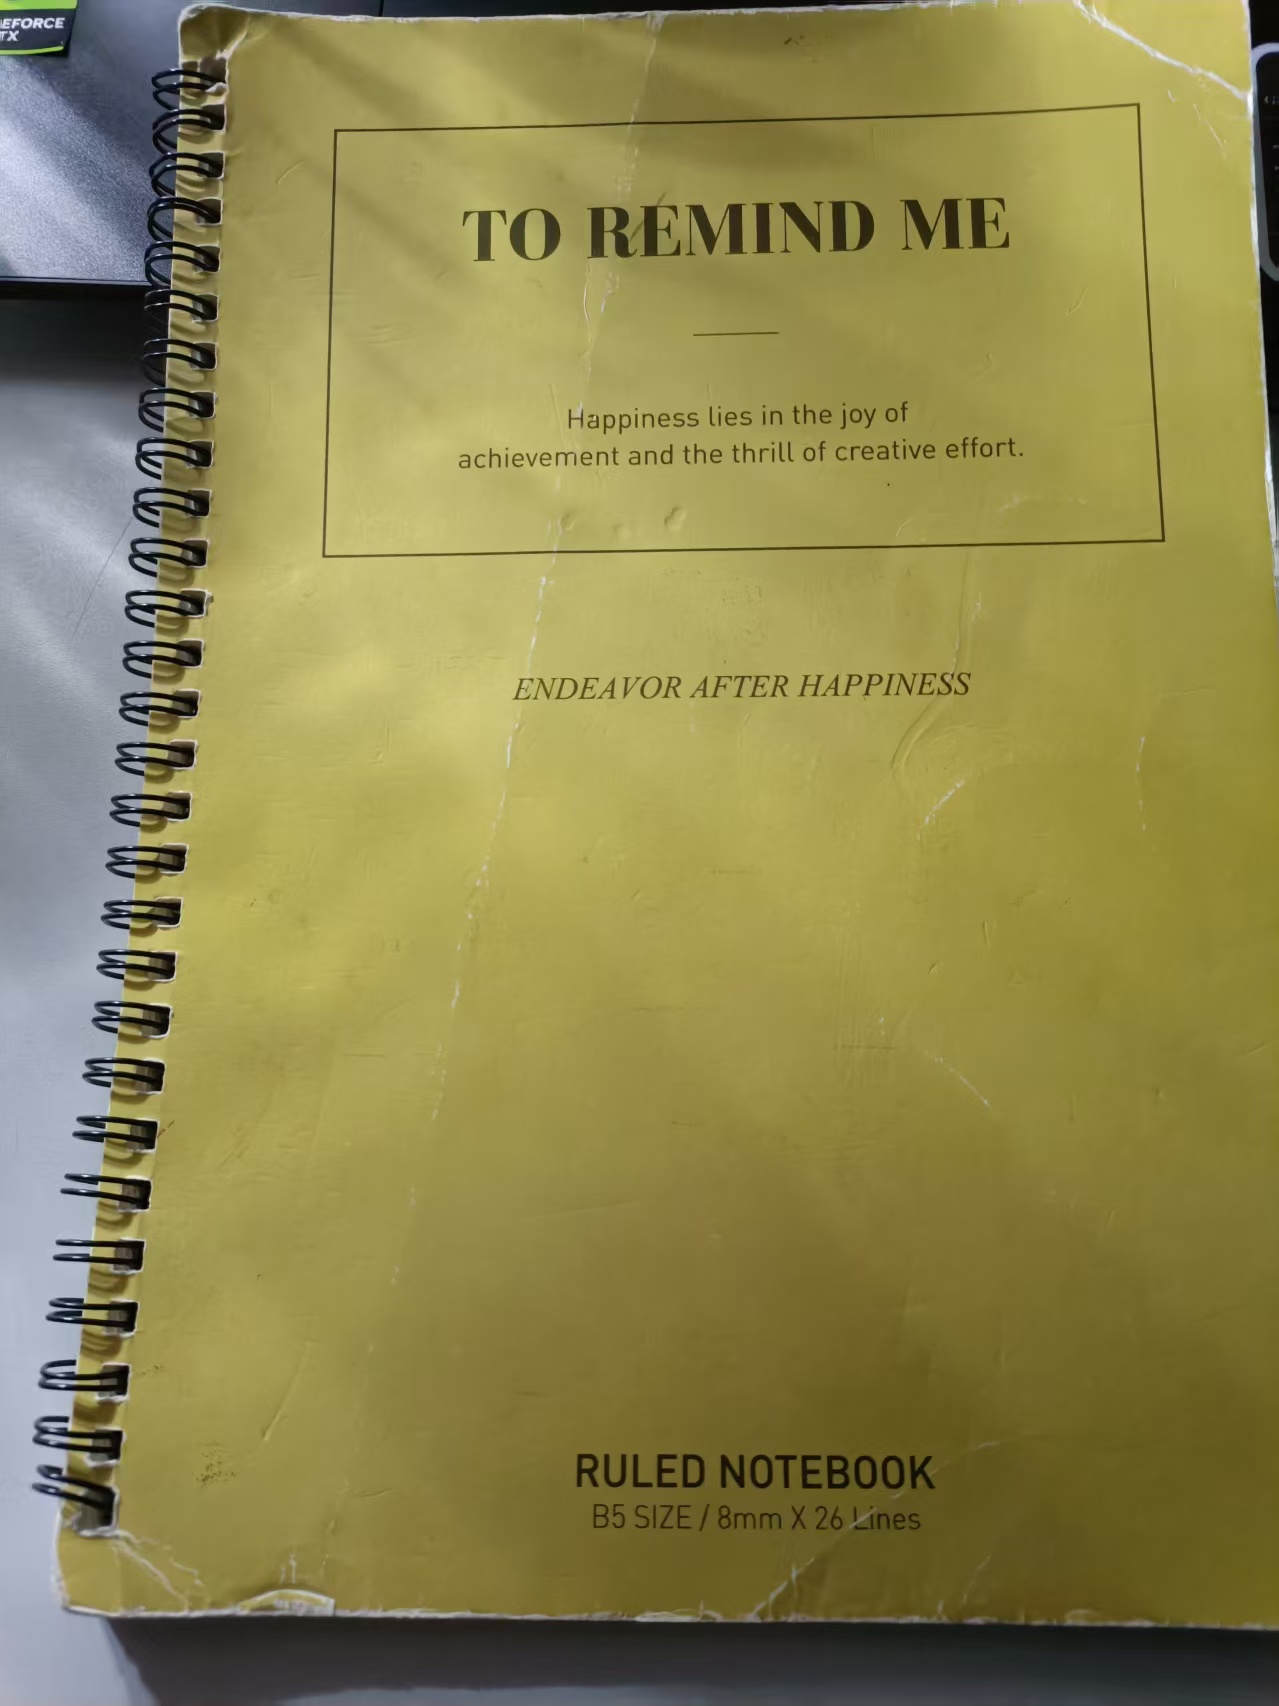 EFORCE
TX
TO REMIND ME
Happiness lies in the joy of
achievement and the thrill of creative effort.
ENDEAVOR AFTER HAPPINESS
RULED NOTEBOOK
B5 SIZE / 8mm X 26 Lines